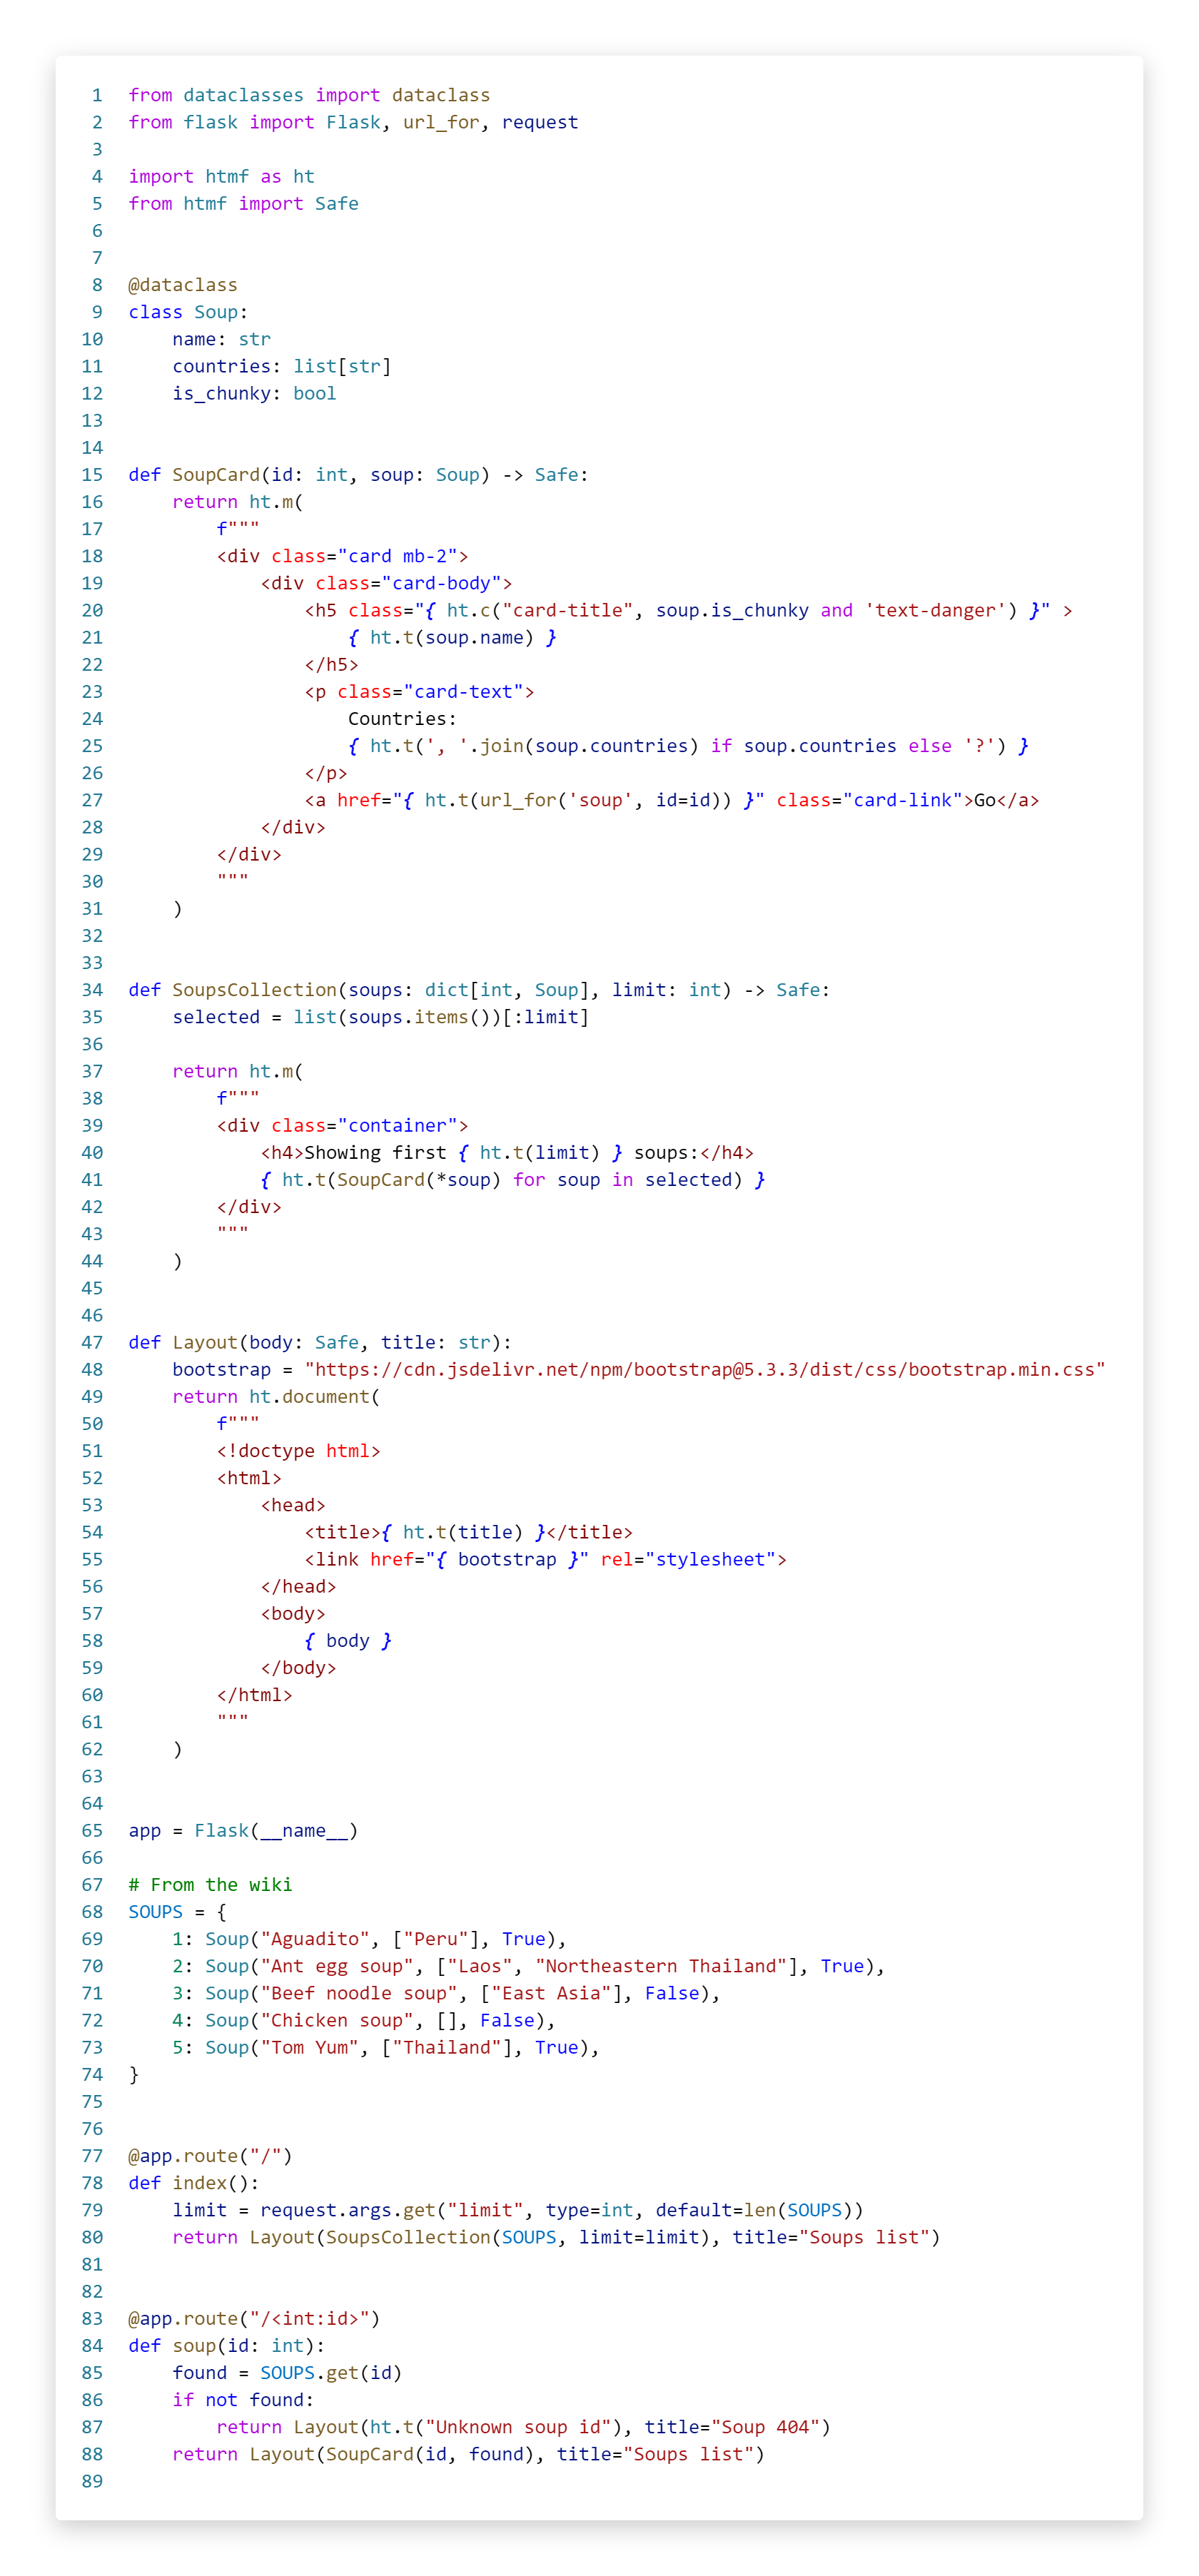 1 from dataclasses import dataclass
2 from flask import Flask, url_for, request
3
4 import htmf as ht
5 from htmf import Safe
6
7
8 @dataclass
9 class Soup:
10     name: str
11     countries: list[str]
12     is_chunky: bool
13
14
15 def SoupCard(id: int, soup: Soup) -> Safe:
16     return ht.m(
17         f"""
18         <div class="card mb-2">
19             <div class="card-body">
20                 <h5 class="{ ht.c("card-title", soup.is_chunky and 'text-danger') }" >
21                     { ht.t(soup.name) }
22                 </h5>
23                 <p class="card-text">
24                     Countries:
25                     { ht.t(', '.join(soup.countries) if soup.countries else '?') }
26                 </p>
27                 <a href="{ ht.t(url_for('soup', id=id)) }" class="card-link">Go</a>
28             </div>
29         </div>
30         """
31     )
32
33
34 def SoupsCollection(soups: dict[int, Soup], limit: int) -> Safe:
35     selected = list(soups.items())[:limit]
36
37     return ht.m(
38         f"""
39         <div class="container">
40             <h4>Showing first { ht.t(limit) } soups:</h4>
41             { ht.t(SoupCard(*soup) for soup in selected) }
42         </div>
43         """
44     )
45
46
47 def Layout(body: Safe, title: str):
48     bootstrap = "https://cdn.jsdelivr.net/npm/bootstrap@5.3.3/dist/css/bootstrap.min.css"
49     return ht.document(
50         f"""
51         <!doctype html>
52         <html>
53             <head>
54                 <title>{ ht.t(title) }</title>
55                 <link href="{ bootstrap }" rel="stylesheet">
56             </head>
57             <body>
58                 { body }
59             </body>
60         </html>
61         """
62     )
63
64
65 app = Flask(__name__)
66
67 # From the wiki
68 SOUPS = {
69     1: Soup("Aguadito", ["Peru"], True),
70     2: Soup("Ant egg soup", ["Laos", "Northeastern Thailand"], True),
71     3: Soup("Beef noodle soup", ["East Asia"], False),
72     4: Soup("Chicken soup", [], False),
73     5: Soup("Tom Yum", ["Thailand"], True),
74 }
75
76
77 @app.route("/")
78 def index():
79     limit = request.args.get("limit", type=int, default=len(SOUPS))
80     return Layout(SoupsCollection(SOUPS, limit=limit), title="Soups list")
81
82
83 @app.route("/<int:id>")
84 def soup(id: int):
85     found = SOUPS.get(id)
86     if not found:
87         return Layout(ht.t("Unknown soup id"), title="Soup 404")
88     return Layout(SoupCard(id, found), title="Soups list")
89